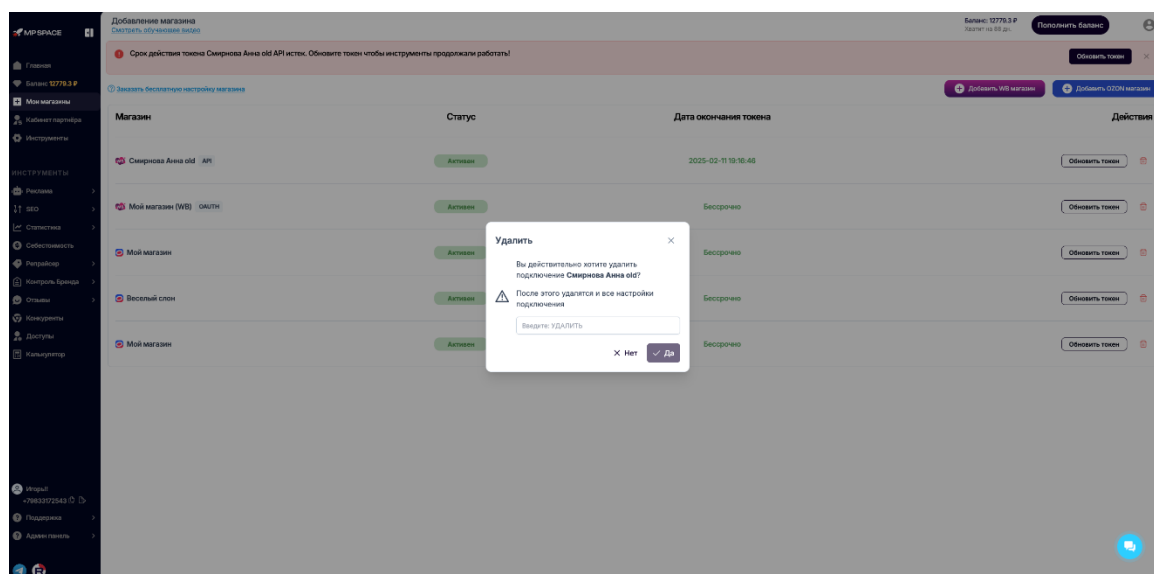 MPSPACE
Добавление магазина
Смотреть обучающее видео
Баланс: 12779.3 ₽
Хватит на 89 дн.
Пополнить баланс
Срок действия токена Смирнова Анна old API истек. Обновите токен чтобы инструменты продолжали работать!
Обновить токен
Заказать бесплатную настройку магазина
Добавить WB магазин
Добавить OZON магазин
Главная
Баланс 12779.3 ₽
Мои магазины
Кабинет партнёра
Инструменты
ИНСТРУМЕНТЫ
Реклама
SEO
Статистика
Себестоимость
Репрайсер
Контроль Бренда
Отзывы
Конкуренты
Доступы
Калькулятор
Магазин Статус Дата окончания токена Действия
Смирнова Анна old API Активен 2025-02-11 19:16:46 Обновить токен
Мой магазин (WB) OAUTH Активен Бессрочно Обновить токен
Мой магазин Активен Бессрочно Обновить токен
Веселый слон Активен Бессрочно Обновить токен
Мой магазин Активен Бессрочно Обновить токен
Удалить
Вы действительно хотите удалить
подключение Смирнова Анна old?
После этого удалятся и все настройки
подключения
Введите: УДАЛИТЬ
Нет
Да
+79833172543
Поддержка
Админ панель